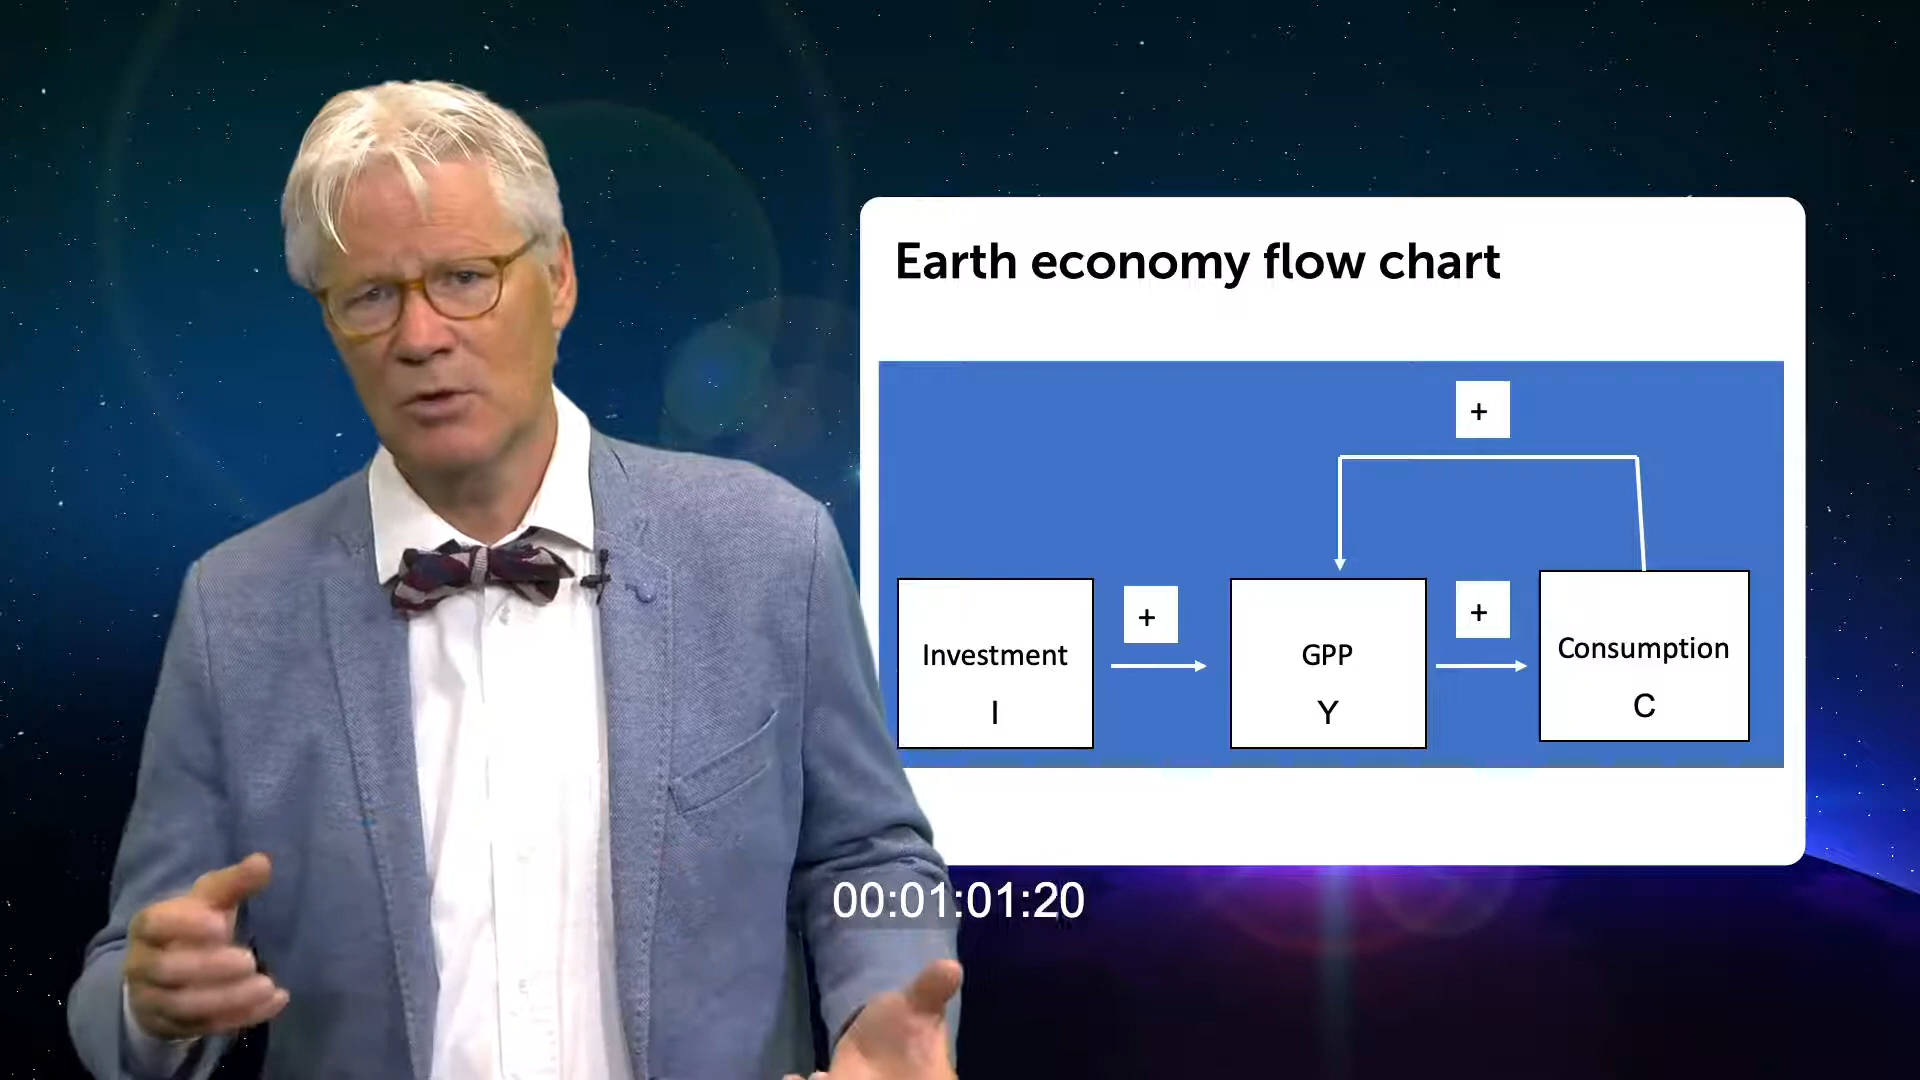 Earth economy flow chart
+
+
+
Investment
I
GPP
Y
Consumption
C
00:01:01:20